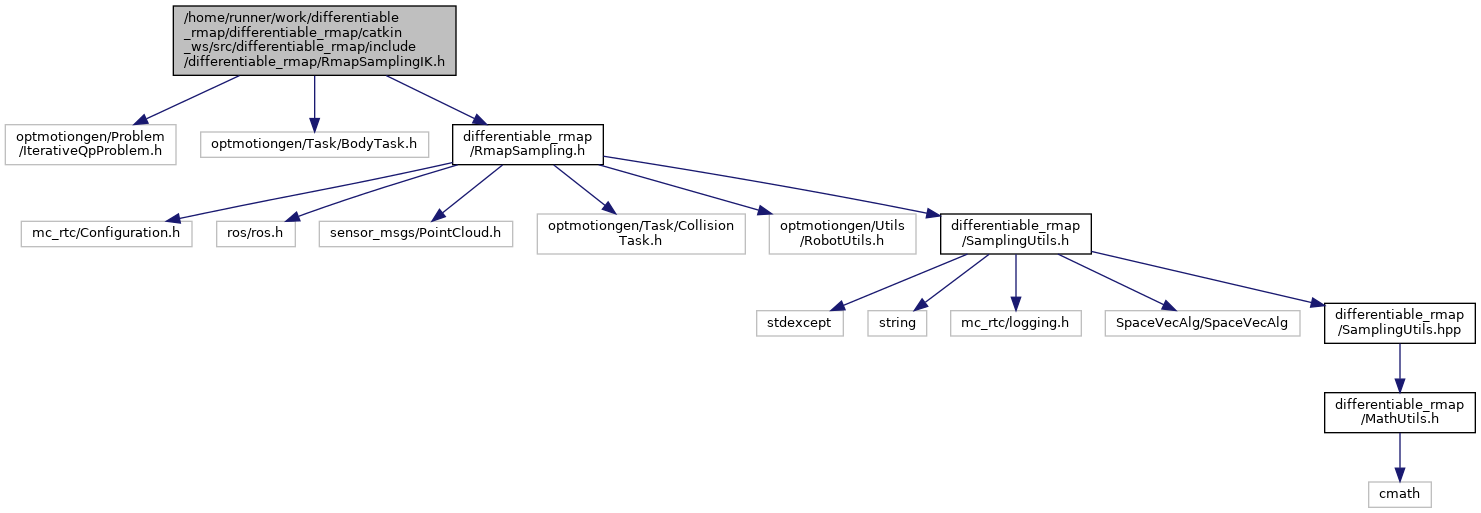 /home/runner/work/differentiable
_rmap/differentiable_rmap/catkin
_ws/src/differentiable_rmap/include
/differentiable_rmap/RmapSamplingIK.h
optmotiongen/Problem
/IterativeQpProblem.h
optmotiongen/Task/BodyTask.h
differentiable_rmap
/RmapSampling.h
mc_rtc/Configuration.h
ros/ros.h
sensor_msgs/PointCloud.h
optmotiongen/Task/Collision
Task.h
optmotiongen/Utils
/RobotUtils.h
differentiable_rmap
/SamplingUtils.h
stdexcept
string
mc_rtc/logging.h
SpaceVecAlg/SpaceVecAlg
differentiable_rmap
/SamplingUtils.hpp
differentiable_rmap
/MathUtils.h
cmath